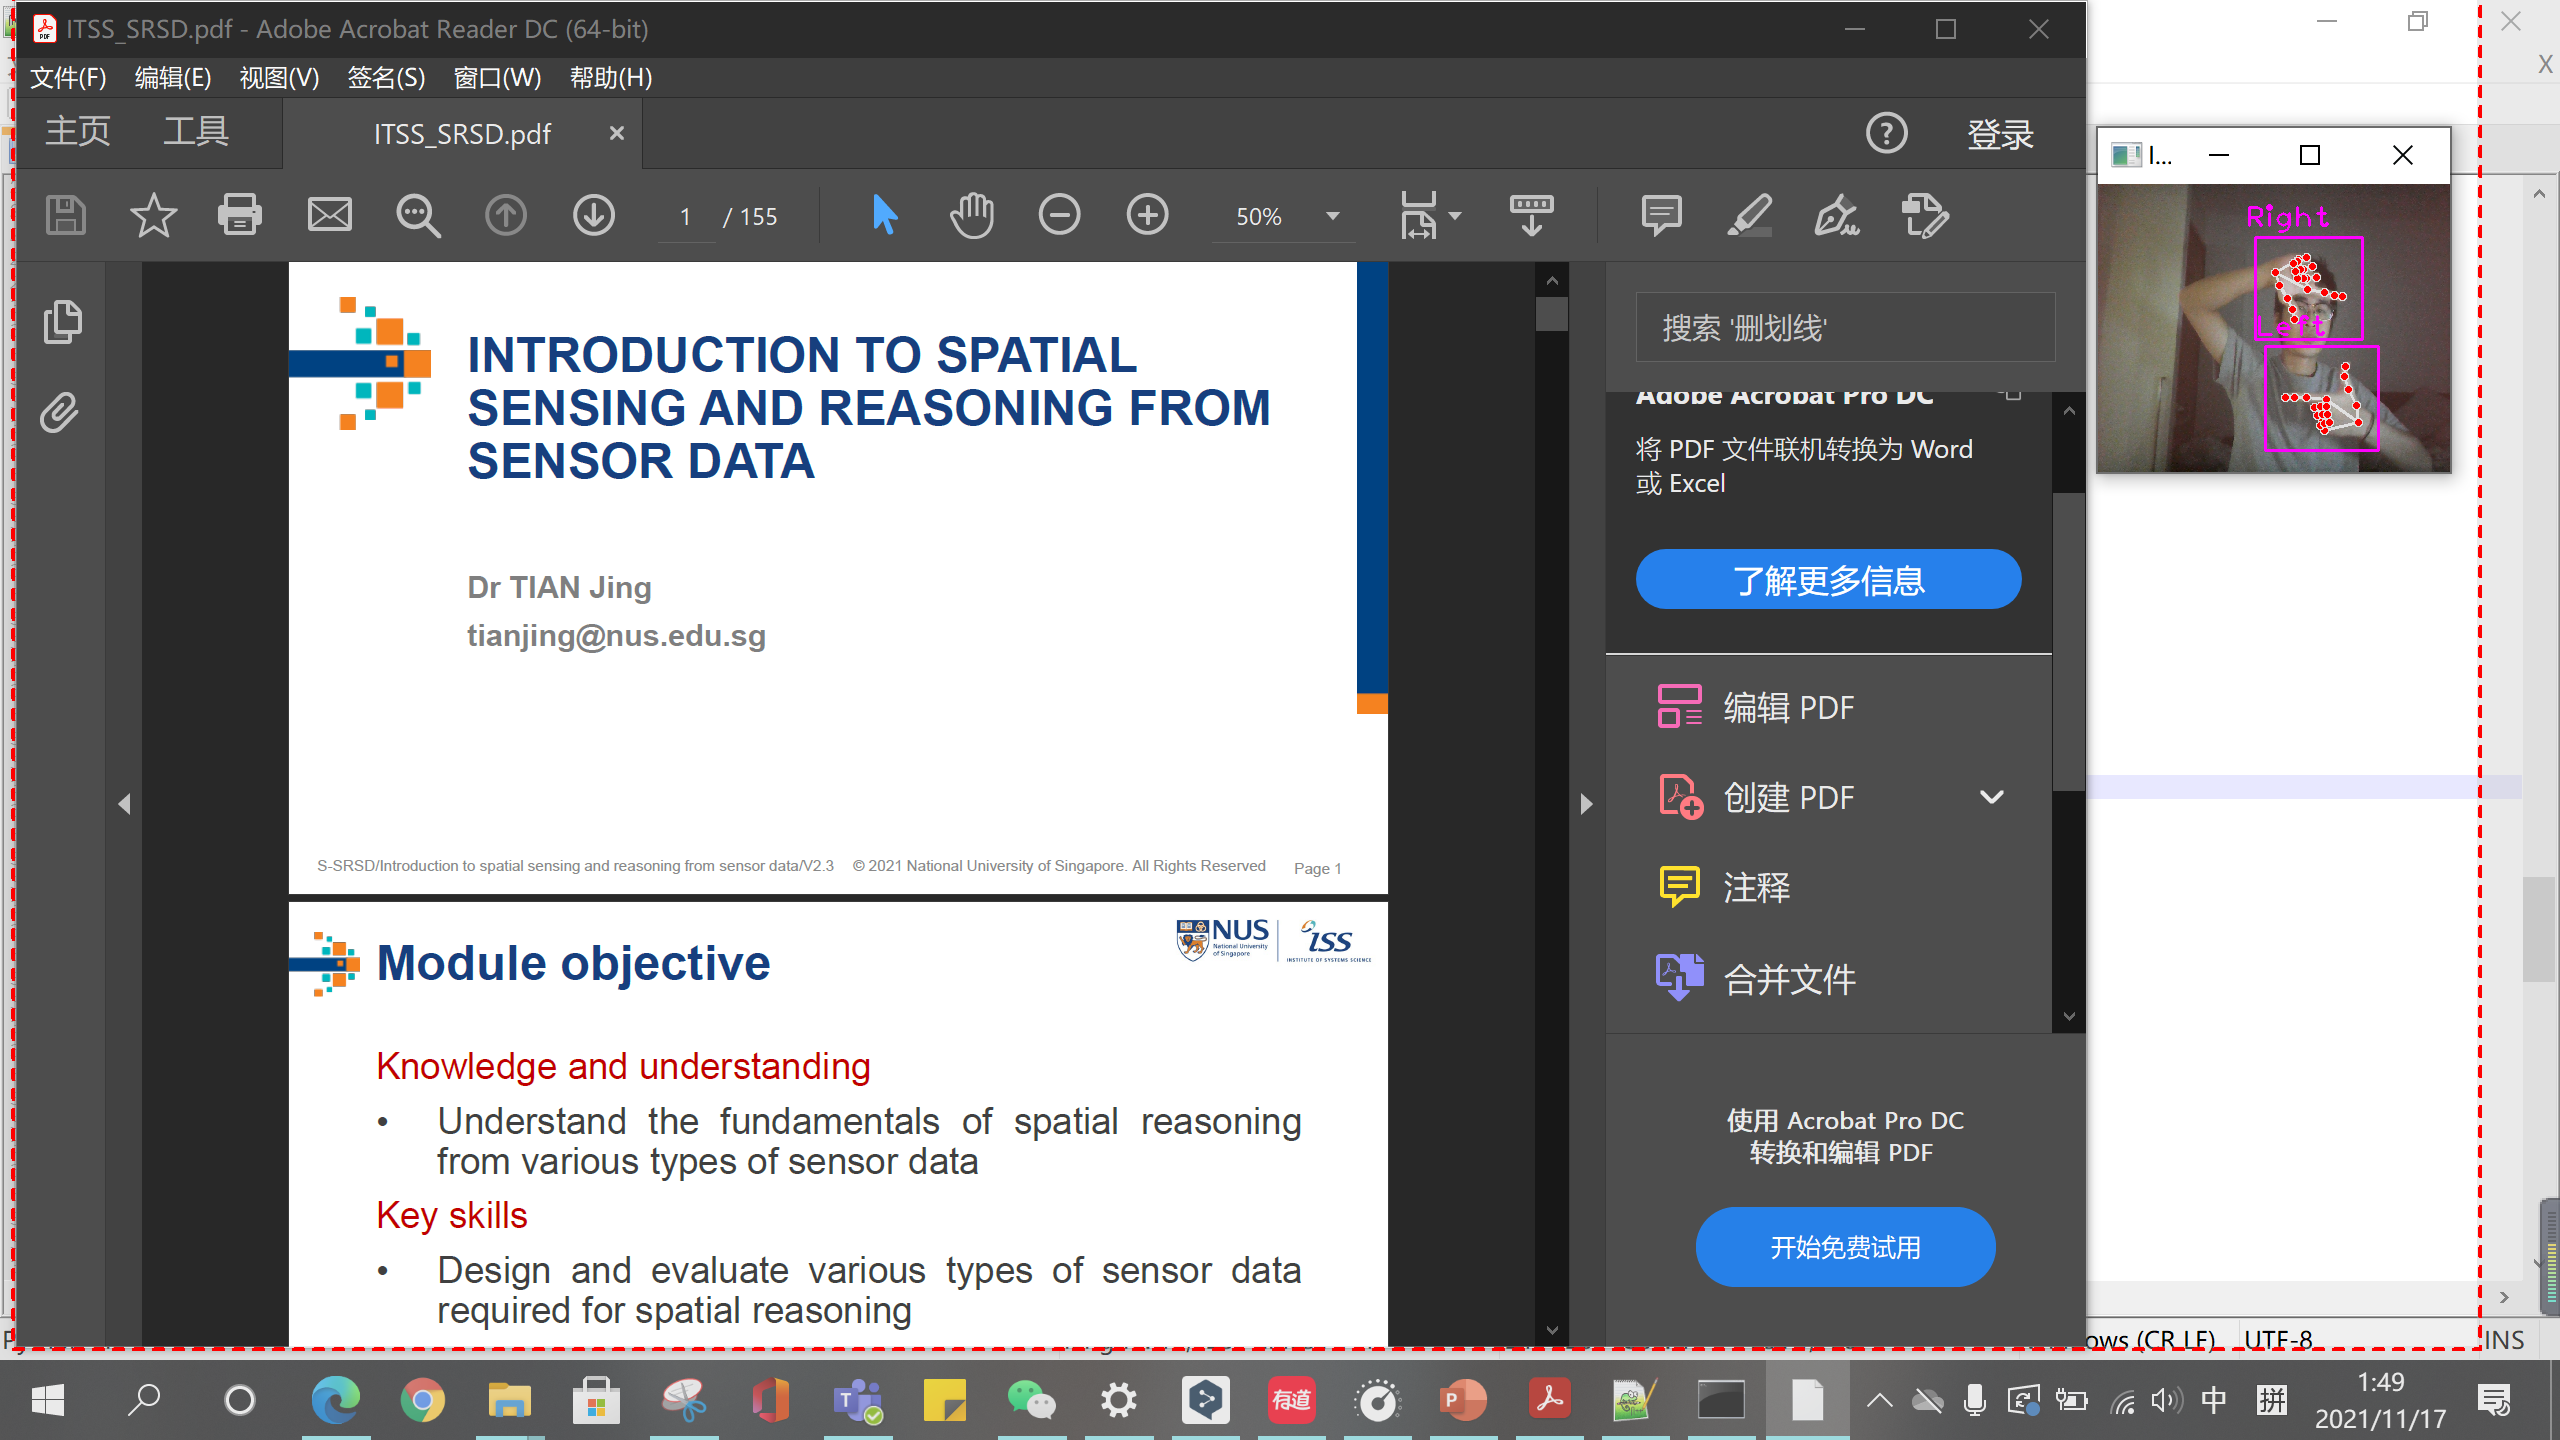 ITSS_SRSD.pdf - Adobe Acrobat Reader DC (64-bit)
文件(F) 编辑(E) 视图(V) 签名(S) 窗口(W) 帮助(H)
主页 工具 ITSS_SRSD.pdf 登录
1 / 155 50%
INTRODUCTION TO SPATIAL
SENSING AND REASONING FROM
SENSOR DATA
Dr TIAN Jing
tianjing@nus.edu.sg
S-SRSD/Introduction to spatial sensing and reasoning from sensor data/V2.3 © 2021 National University of Singapore. All Rights Reserved Page 1
Module objective
NUS
National University
of Singapore
iss
INSTITUTE OF SYSTEMS SCIENCE
Knowledge and understanding
• Understand the fundamentals of spatial reasoning
from various types of sensor data
Key skills
• Design and evaluate various types of sensor data
required for spatial reasoning
搜索 '删划线'
Adobe Acrobat Pro DC
将 PDF 文件联机转换为 Word
或 Excel
了解更多信息
编辑 PDF
创建 PDF
注释
合并文件
使用 Acrobat Pro DC
转换和编辑 PDF
开始免费试用
X
I...
Right
Left
ows (CR LF) UTF-8 INS
有道
中 拼
1:49
2021/11/17